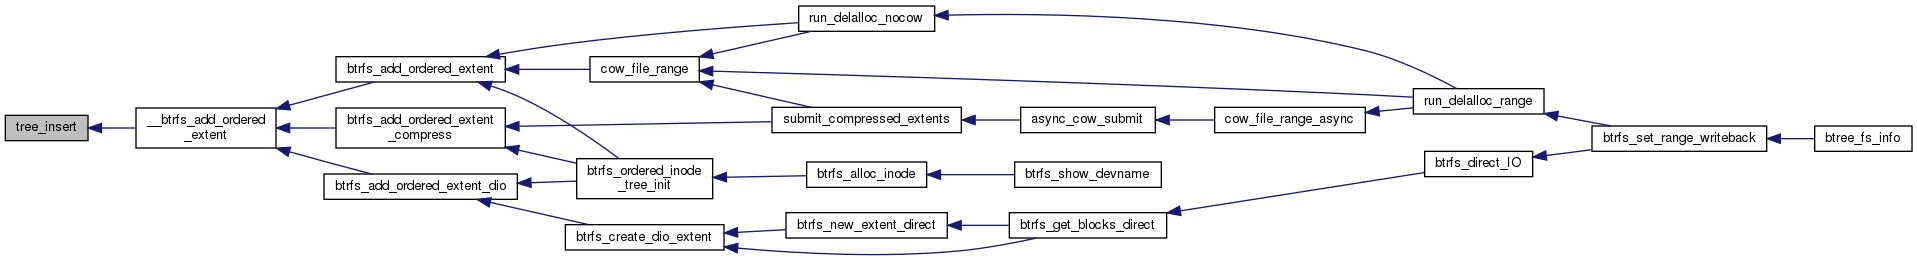 tree_insert
__btrfs_add_ordered
_extent
btrfs_add_ordered_extent
btrfs_add_ordered_extent
_compress
btrfs_add_ordered_extent_dio
run_delalloc_nocow
cow_file_range
submit_compressed_extents
btrfs_ordered_inode
_tree_init
btrfs_create_dio_extent
async_cow_submit
cow_file_range_async
btrfs_alloc_inode
btrfs_show_devname
btrfs_new_extent_direct
btrfs_get_blocks_direct
run_delalloc_range
btrfs_direct_IO
btrfs_set_range_writeback
btree_fs_info